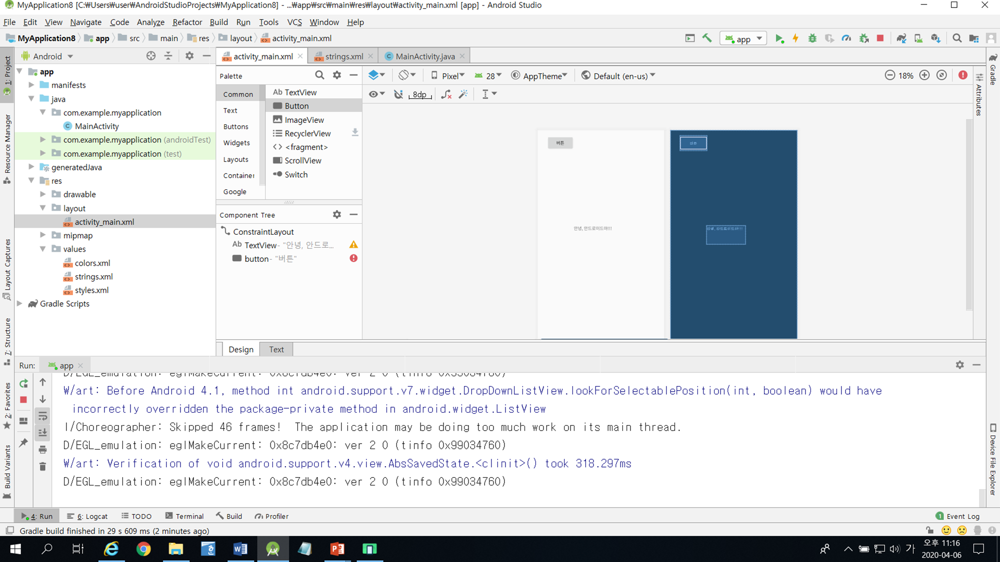 MyApplication8 [C:₩Users₩user₩AndroidStudioProjects₩MyApplication8] - ...₩app₩src₩main₩res₩layout₩activity_main.xml [app] - Android Studio
File Edit View Navigate Code Analyze Refactor Build Run Tools VCS Window Help
MyApplication8 app src main res layout activity_main.xml
app
1: Project
Resource Manager
Layout Captures
7: Structure
2: Favorites
Build Variants
Android
app
manifests
java
com.example.myapplication
MainActivity
com.example.myapplication (androidTest)
com.example.myapplication (test)
generatedJava
res
drawable
layout
activity_main.xml
mipmap
values
colors.xml
strings.xml
styles.xml
Gradle Scripts
activity_main.xml strings.xml MainActivity.java
Palette
Common
Text
Buttons
Widgets
Layouts
Container
Google
Ab TextView
Button
ImageView
RecyclerView
<fragment>
ScrollView
Switch
Component Tree
ConstraintLayout
Ab TextView- "안녕, 안드로...
button- "버튼"
Pixel 28 AppTheme Default (en-us) 18%
8dp
버튼
안녕, 안드로이드야!!!
버튼
안녕, 안드로이드야!!!
Design Text
Gradle
Attributes
Device File Explorer
Run: app
D/EGL_emulation: eglMakeCurrent: 0x8c7db4e0: ver 2 0 (tinfo 0x99034760)
W/art: Before Android 4.1, method int android.support.v7.widget.DropDownListView.lookForSelectablePosition(int, boolean) would have
incorrectly overridden the package-private method in android.widget.ListView
I/Choreographer: Skipped 46 frames!  The application may be doing too much work on its main thread.
D/EGL_emulation: eglMakeCurrent: 0x8c7db4e0: ver 2 0 (tinfo 0x99034760)
W/art: Verification of void android.support.v4.view.AbsSavedState.<clinit>() took 318.297ms
D/EGL_emulation: eglMakeCurrent: 0x8c7db4e0: ver 2 0 (tinfo 0x99034760)
4: Run 6: Logcat TODO Terminal Build Profiler 1 Event Log
Gradle build finished in 29 s 609 ms (2 minutes ago)
가
오후 11:16
2020-04-06